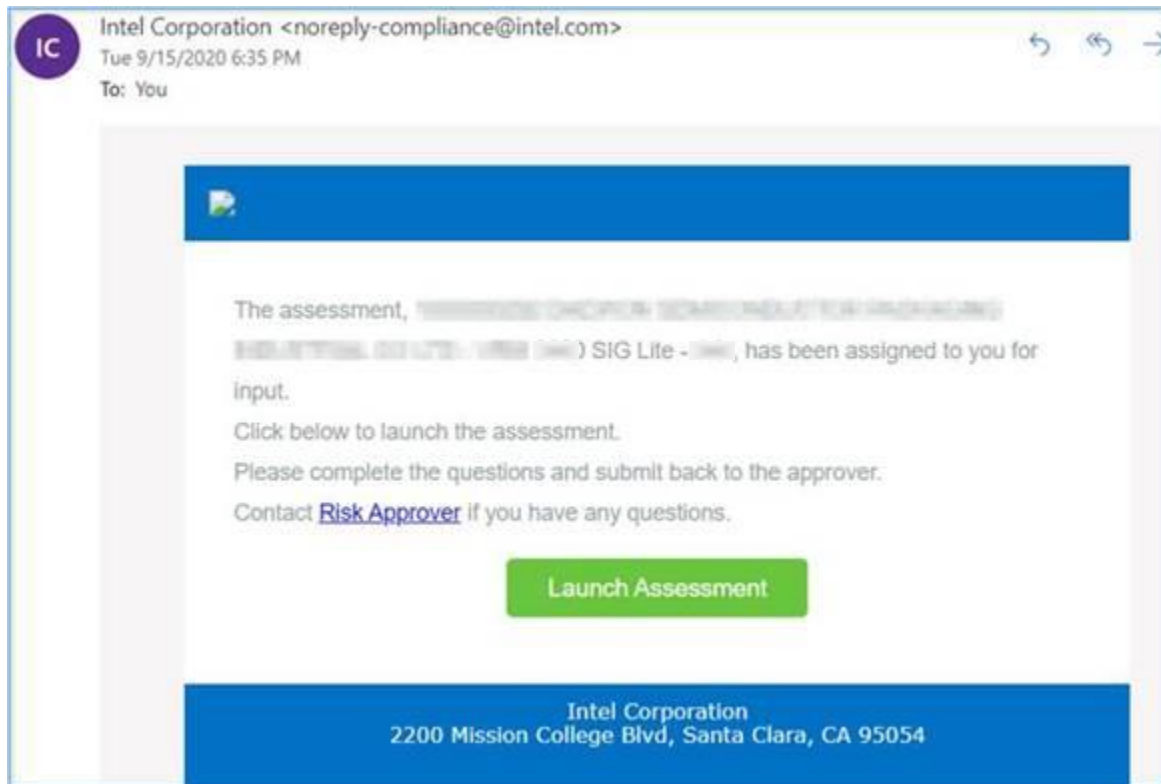 IC
Intel Corporation <noreply-compliance@intel.com>
Tue 9/15/2020 6:35 PM
To: You
The assessment,
) SIG Lite - , has been assigned to you for
input.
Click below to launch the assessment.
Please complete the questions and submit back to the approver.
Contact Risk Approver if you have any questions.
Launch Assessment
Intel Corporation
2200 Mission College Blvd, Santa Clara, CA 95054